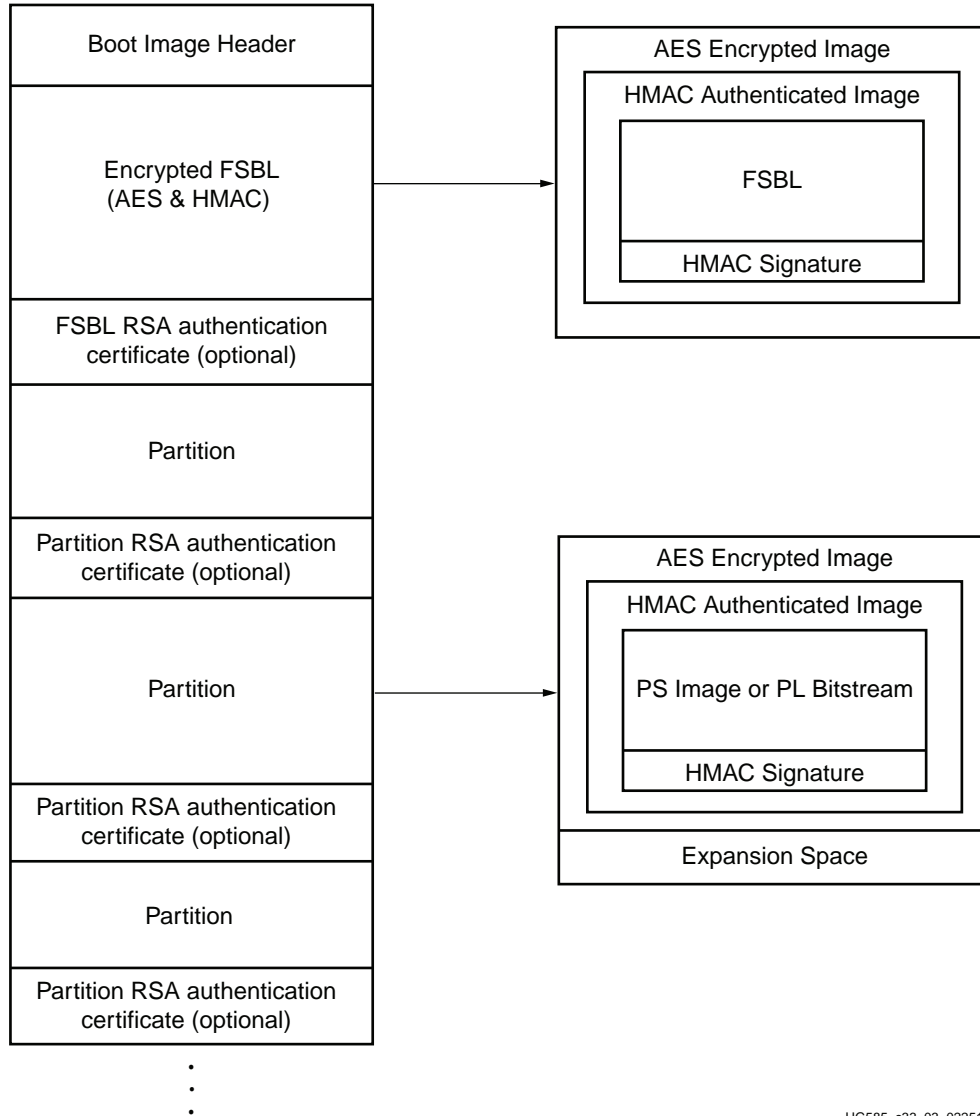 Boot Image Header
Encrypted FSBL
(AES & HMAC)
FSBL RSA authentication
certificate (optional)
Partition
Partition RSA authentication
certificate (optional)
Partition
Partition RSA authentication
certificate (optional)
Partition
Partition RSA authentication
certificate (optional)
AES Encrypted Image
HMAC Authenticated Image
FSBL
HMAC Signature
AES Encrypted Image
HMAC Authenticated Image
PS Image or PL Bitstream
HMAC Signature
Expansion Space